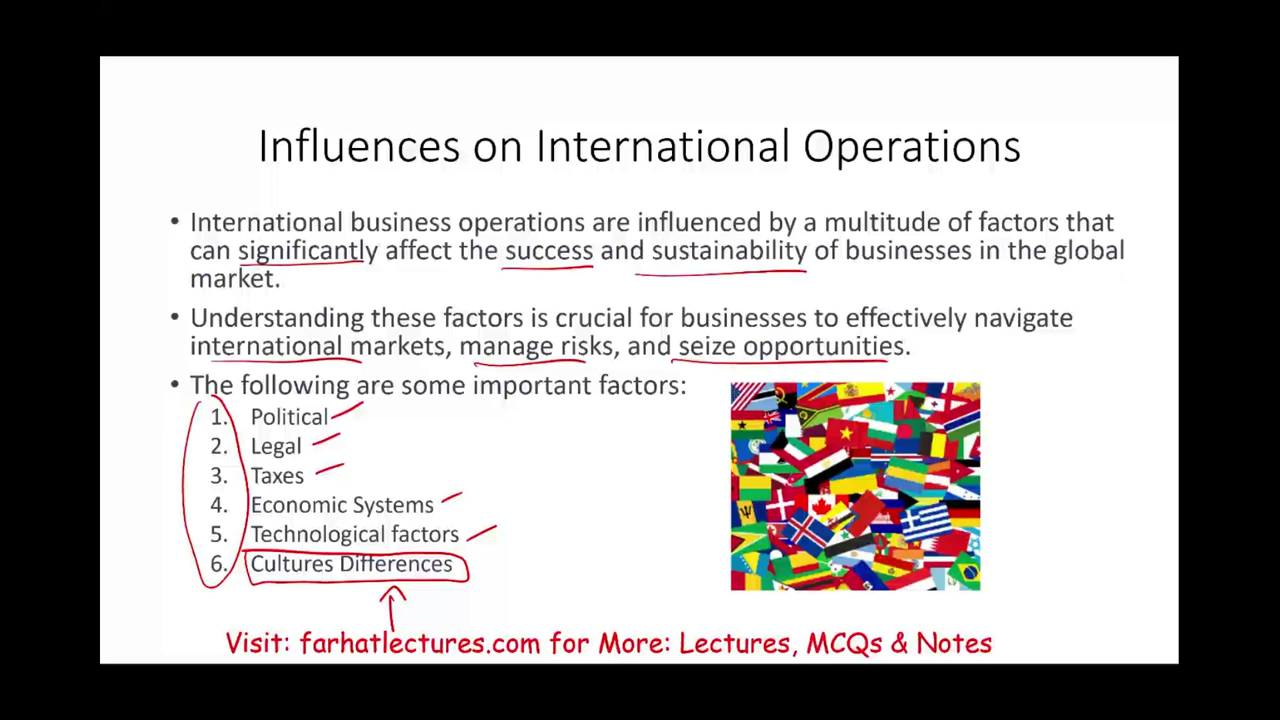 Influences on International Operations
• International business operations are influenced by a multitude of factors that
can significantly affect the success and sustainability of businesses in the global
market.
• Understanding these factors is crucial for businesses to effectively navigate
international markets, manage risks, and seize opportunities.
• The following are some important factors:
1. Political
2. Legal
3. Taxes
4. Economic Systems
5. Technological factors
6. Cultures Differences
Visit: farhatlectures.com for More: Lectures, MCQs & Notes